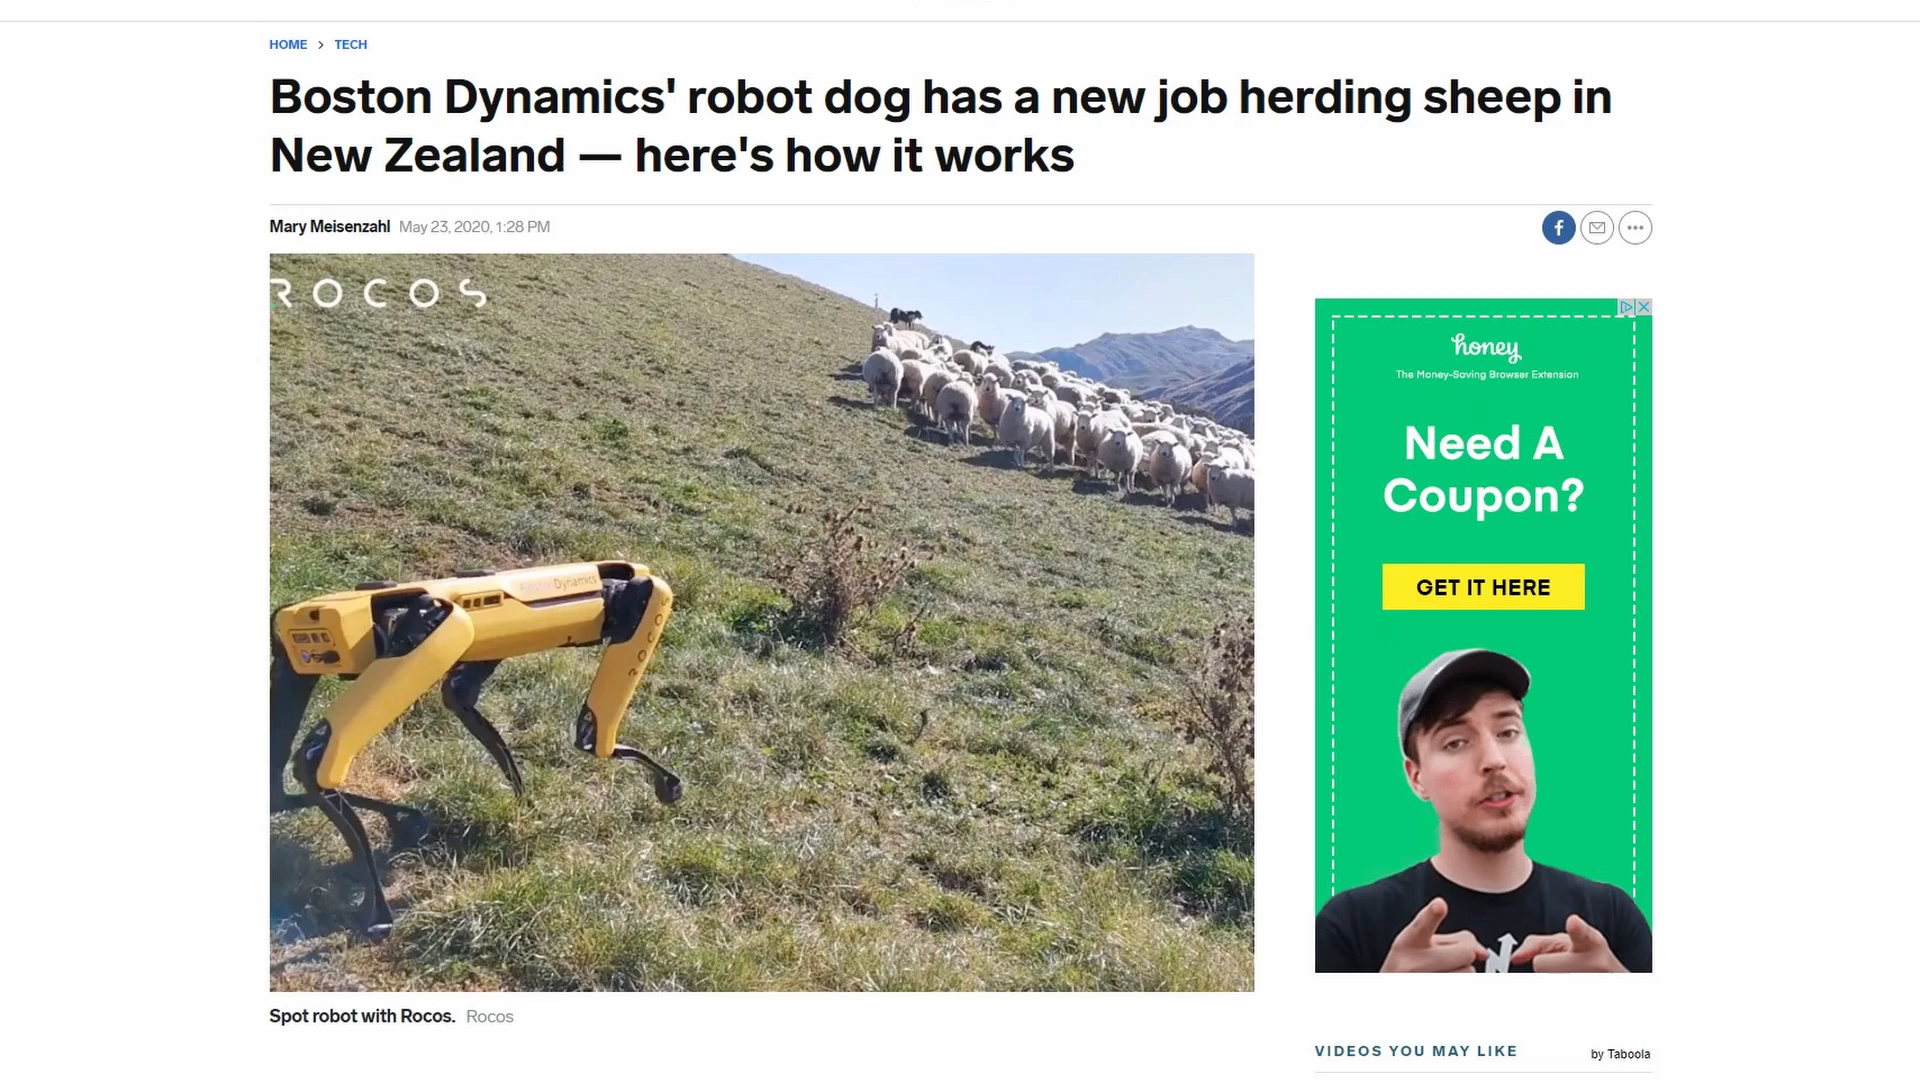 HOME > TECH
Boston Dynamics' robot dog has a new job herding sheep in
New Zealand — here's how it works
Mary Meisenzahl May 23, 2020, 1:28 PM
ROCOS
Boston Dynamics
ROCOS
honey
The Money-Saving Browser Extension
Need A
Coupon?
GET IT HERE
Spot robot with Rocos. Rocos
VIDEOS YOU MAY LIKE
by Taboola